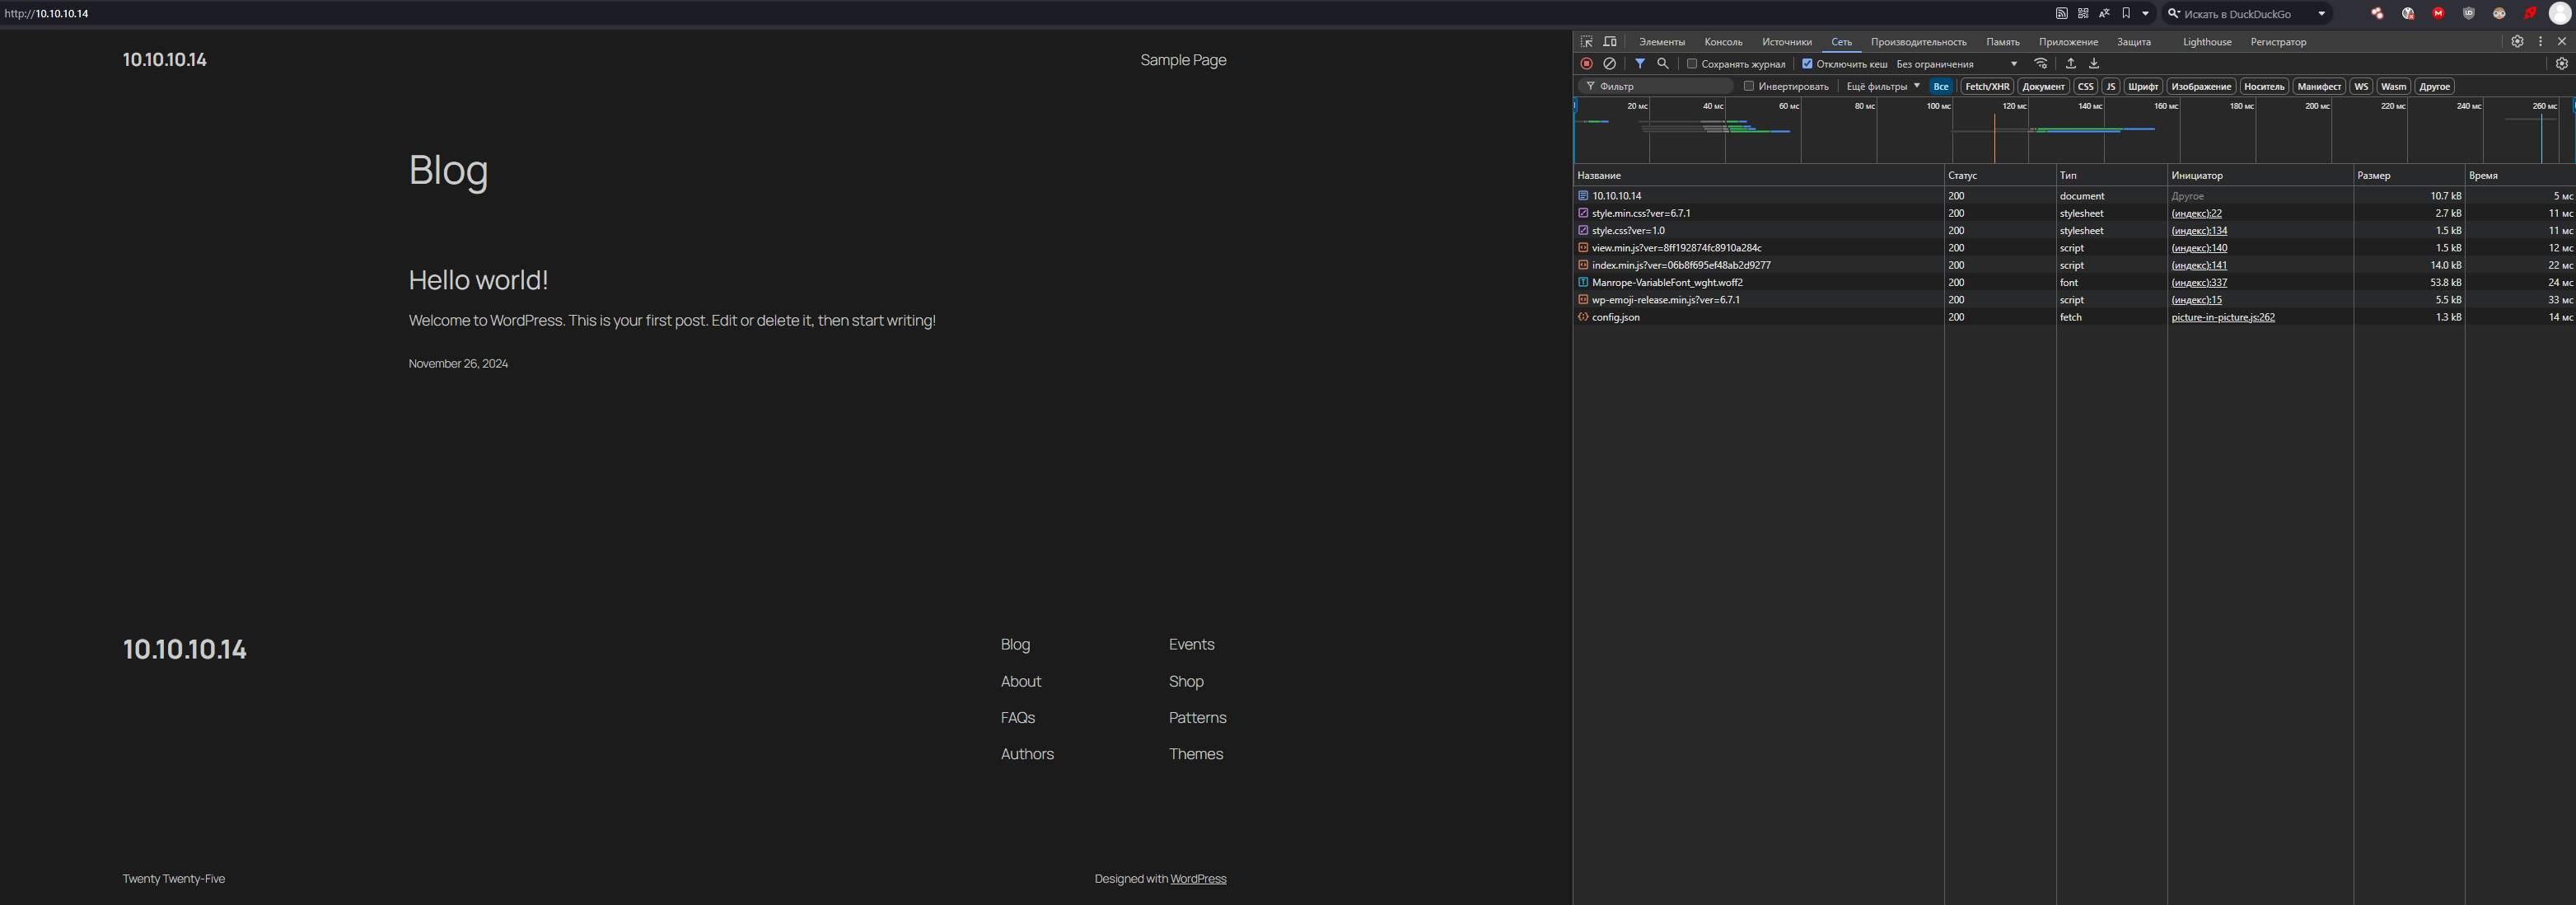 http://10.10.10.14
Искать в DuckDuckGo
10.10.10.14
Sample Page
Blog
Hello world!
Welcome to WordPress. This is your first post. Edit or delete it, then start writing!
November 26, 2024
10.10.10.14
Blog
Events
About
Shop
FAQs
Patterns
Authors
Themes
Twenty Twenty-Five
Designed with WordPress
Элементы Консоль Источники Сеть Производительность Память Приложение Защита Lighthouse Регистратор
Сохранять журнал Отключить кеш Без ограничения
Фильтр Инвертировать Ещё фильтры Все Fetch/XHR Документ CSS JS Шрифт Изображение Носитель Манифест WS Wasm Другое
20 мс 40 мс 60 мс 80 мс 100 мс 120 мс 140 мс 160 мс 180 мс 200 мс 220 мс 240 мс 260 мс
Название Статус Тип Инициатор Размер Время
10.10.10.14 200 document Другое 10.7 kB 5 мс
style.min.css?ver=6.7.1 200 stylesheet (индекс):22 2.7 kB 11 мс
style.css?ver=1.0 200 stylesheet (индекс):134 1.5 kB 11 мс
view.min.js?ver=8ff192874fc8910a284c 200 script (индекс):140 1.5 kB 12 мс
index.min.js?ver=06b8f695ef48ab2d9277 200 script (индекс):141 14.0 kB 22 мс
Manrope-VariableFont_wght.woff2 200 font (индекс):337 53.8 kB 24 мс
wp-emoji-release.min.js?ver=6.7.1 200 script (индекс):15 5.5 kB 33 мс
config.json 200 fetch picture-in-picture.js:262 1.3 kB 14 мс